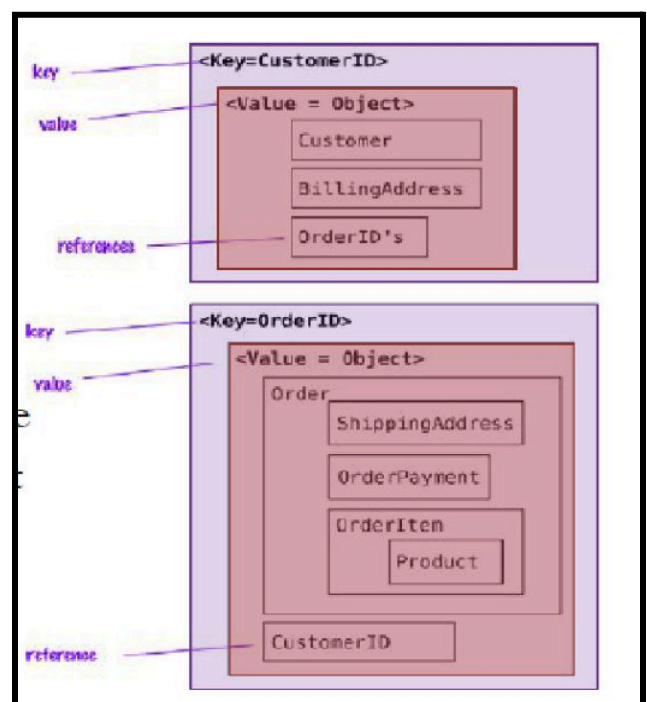 key
<Key=CustomerID>
value
<Value = Object>
Customer
BillingAddress
references
OrderID's
key
<Key=OrderID>
value
<Value = Object>
Order
ShippingAddress
e
OrderPayment
t
OrderItem
Product
reference
CustomerID